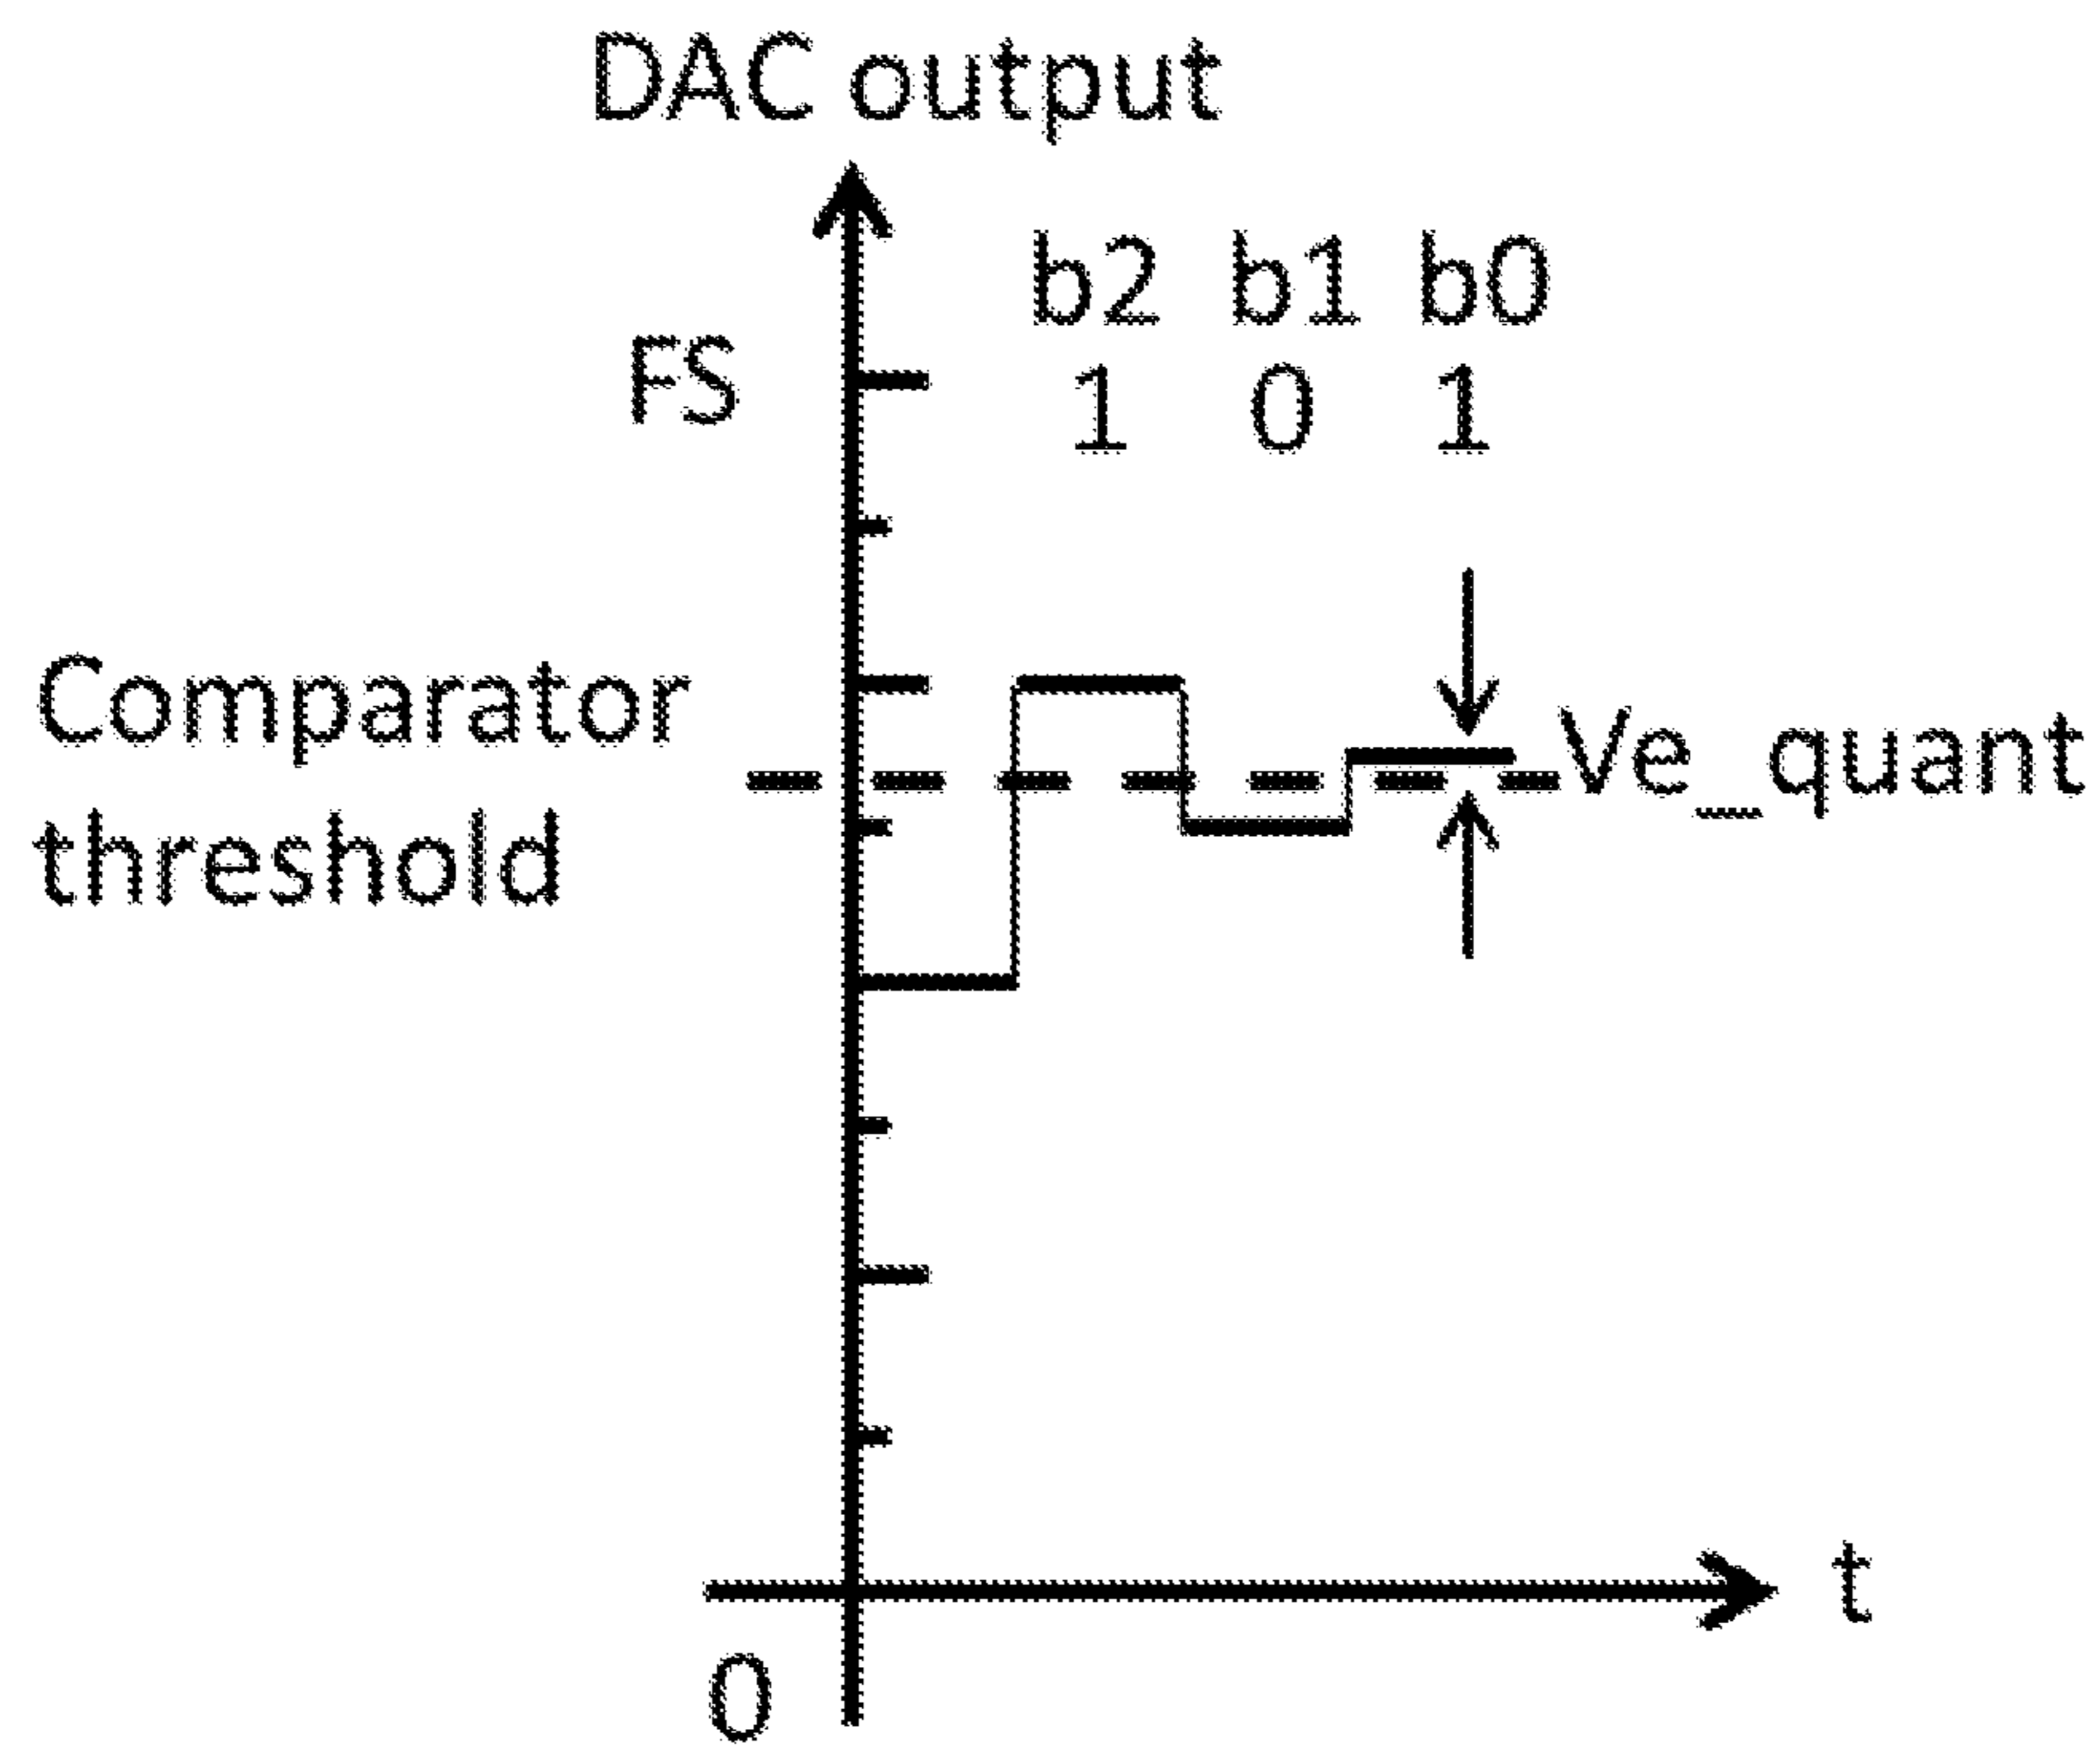 DAC output
b2 b1 b0
FS
1 0 1
Comparator
threshold
Ve_quant
t
0